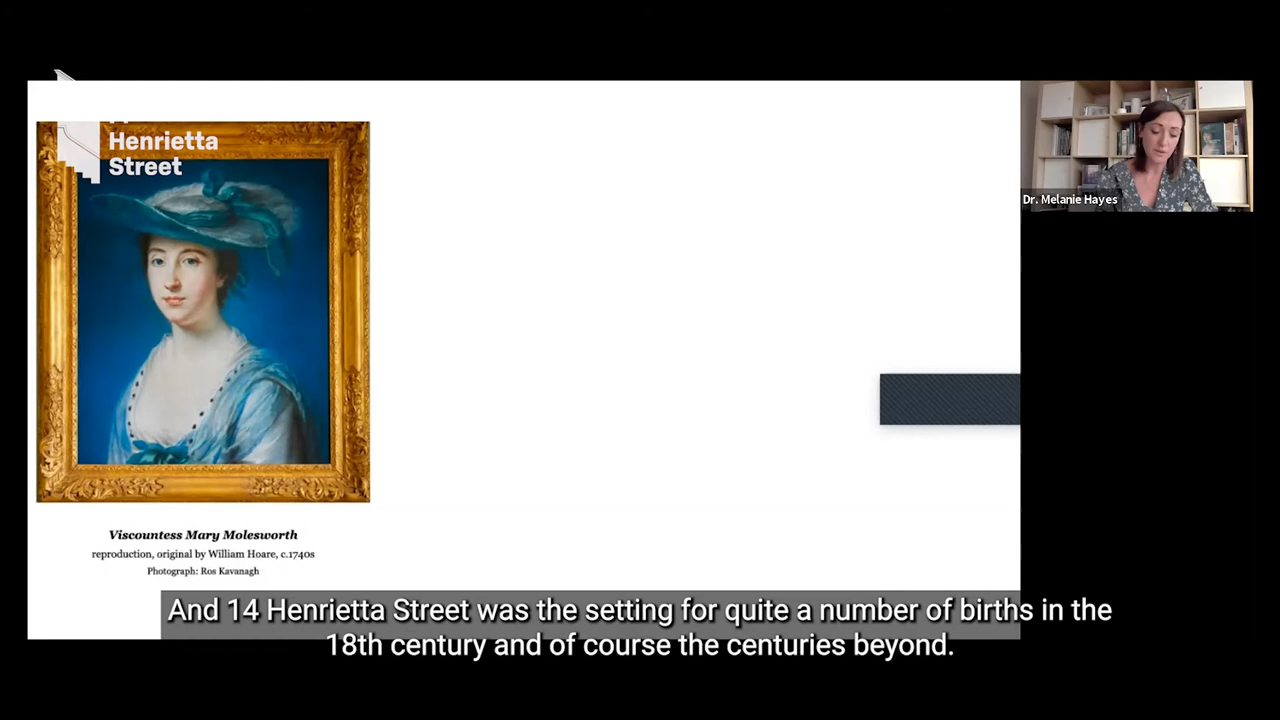 Henrietta
Street
Dr. Melanie Hayes
Viscountess Mary Molesworth
reproduction, original by William Hoare, c.1740s
Photograph: Ros Kavanagh
And 14 Henrietta Street was the setting for quite a number of births in the
18th century and of course the centuries beyond.